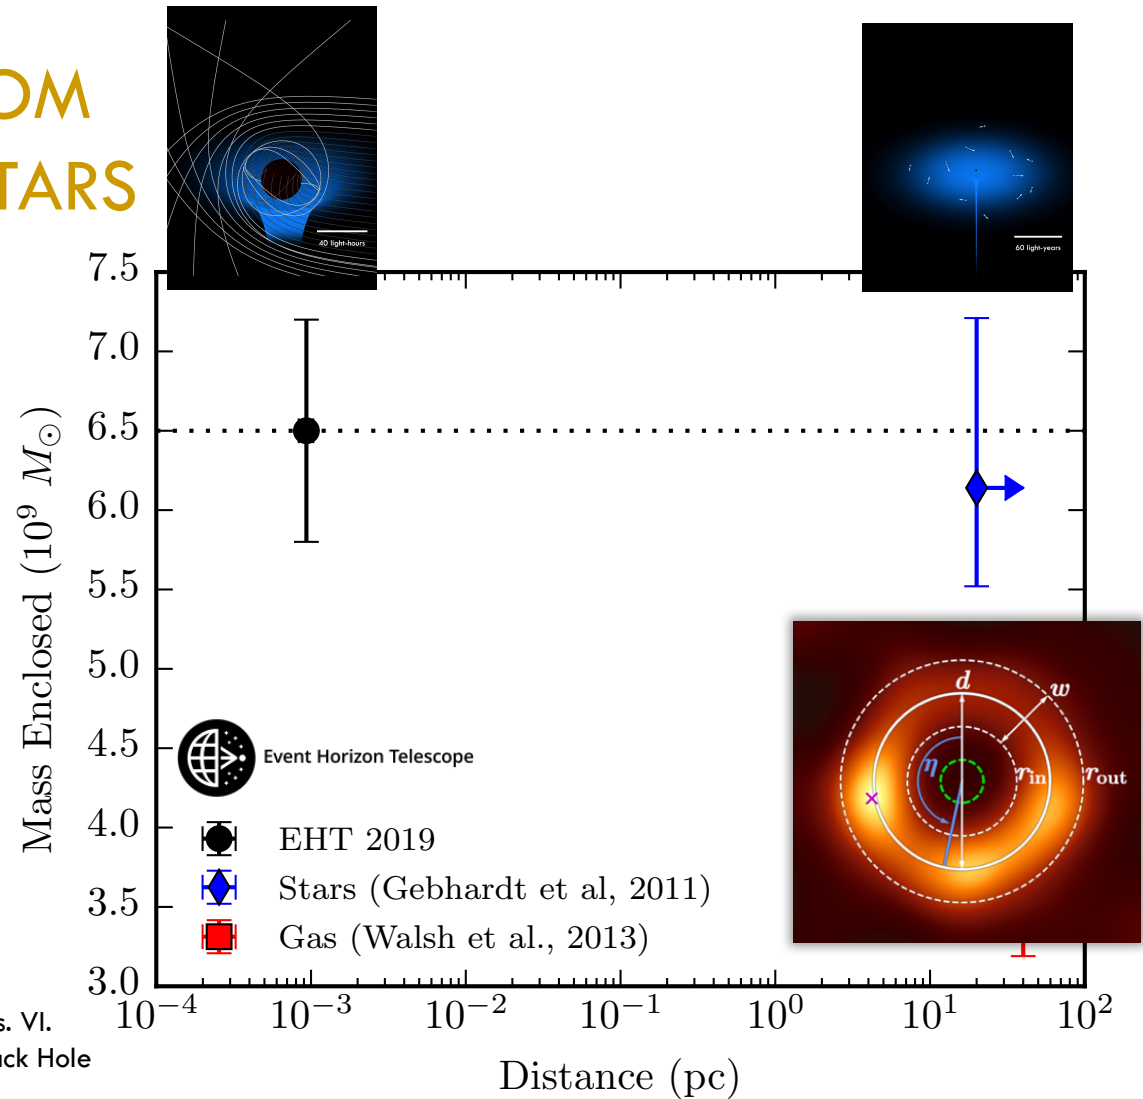 OM
TARS
40 light-hours
60 light-years
7.5
7.0
6.5
6.0
5.5
5.0
4.5
4.0
3.5
3.0
Mass Enclosed (10⁹ M⊙)
d
w
η
r_in
r_out
Event Horizon Telescope
EHT 2019
Stars (Gebhardt et al, 2011)
Gas (Walsh et al., 2013)
10⁻⁴ 10⁻³ 10⁻² 10⁻¹ 10⁰ 10¹ 10²
Distance (pc)
s. VI.
ack Hole